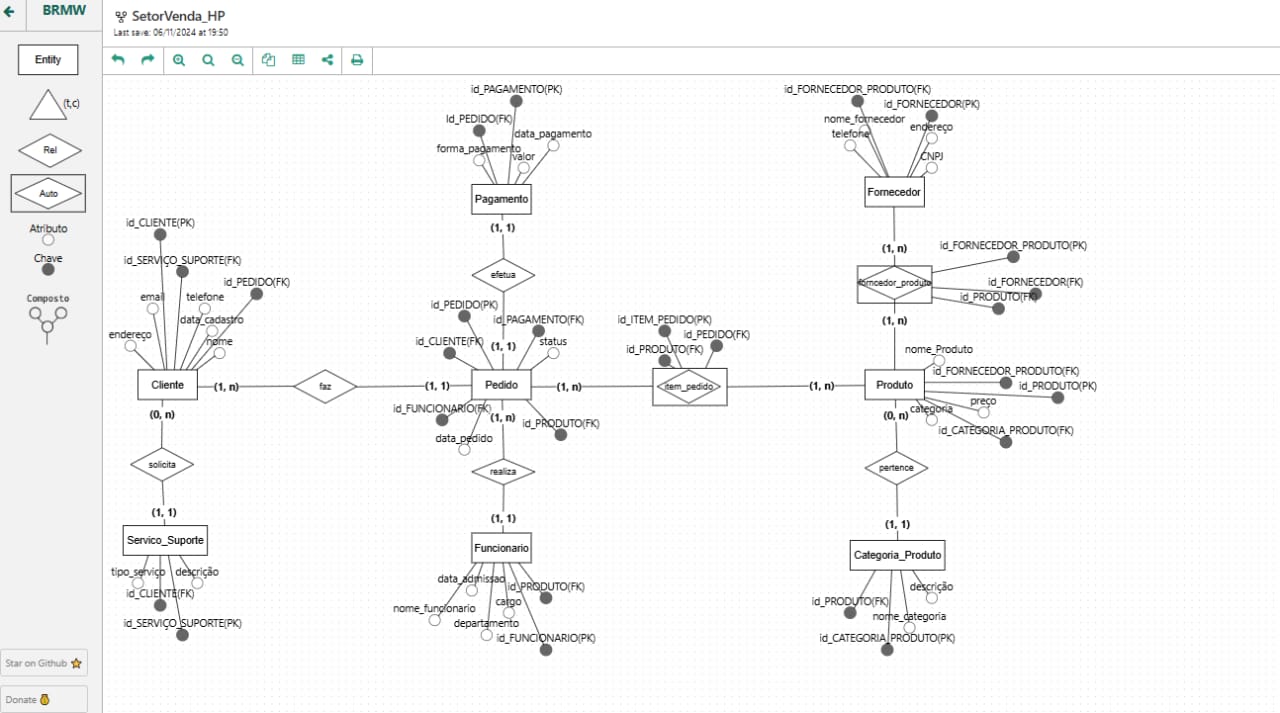 BRMW
SetorVenda_HP
Last save: 06/11/2024 at 19:50
Entity
(t,c)
Rel
Auto
Atributo
Chave
Composto
Star on Github
Donate
id_PAGAMENTO(PK)
Id_PEDIDO(FK)
data_pagamento
forma_pagamento
valor
Pagamento
(1, 1)
efetua
(1, 1)
id_FORNECEDOR_PRODUTO(FK)
id_FORNECEDOR(PK)
nome_fornecedor
endereço
telefone
CNPJ
Fornecedor
(1, n)
id_FORNECEDOR_PRODUTO(PK)
id_FORNECEDOR(FK)
id_PRODUTO(FK)
forncedor_produto
(1, n)
id_CLIENTE(PK)
id_SERVIÇO_SUPORTE(FK)
id_PEDIDO(FK)
email
telefone
data_cadastro
endereço
nome
Cliente
(1, n)
faz
(1, 1)
id_PEDIDO(PK)
id_PAGAMENTO(FK)
id_CLIENTE(FK)
status
Pedido
id_FUNCIONARIO(FK)
id_PRODUTO(FK)
data_pedido
(1, n)
id_ITEM_PEDIDO(PK)
id_PEDIDO(FK)
id_PRODUTO(FK)
item_pedido
(1, n)
nome_Produto
id_FORNECEDOR_PRODUTO(FK)
id_PRODUTO(PK)
Produto
preço
categoria
id_CATEGORIA_PRODUTO(FK)
(0, n)
solicita
(1, 1)
Servico_Suporte
tipo_serviço
descrição
id_CLIENTE(FK)
id_SERVIÇO_SUPORTE(PK)
(1, n)
realiza
(1, 1)
Funcionario
data_admissao
id_PRODUTO(FK)
nome_funcionario
cargo
departamento
id_FUNCIONARIO(PK)
(0, n)
pertence
(1, 1)
Categoria_Produto
descrição
id_PRODUTO(FK)
nome_categoria
id_CATEGORIA_PRODUTO(PK)